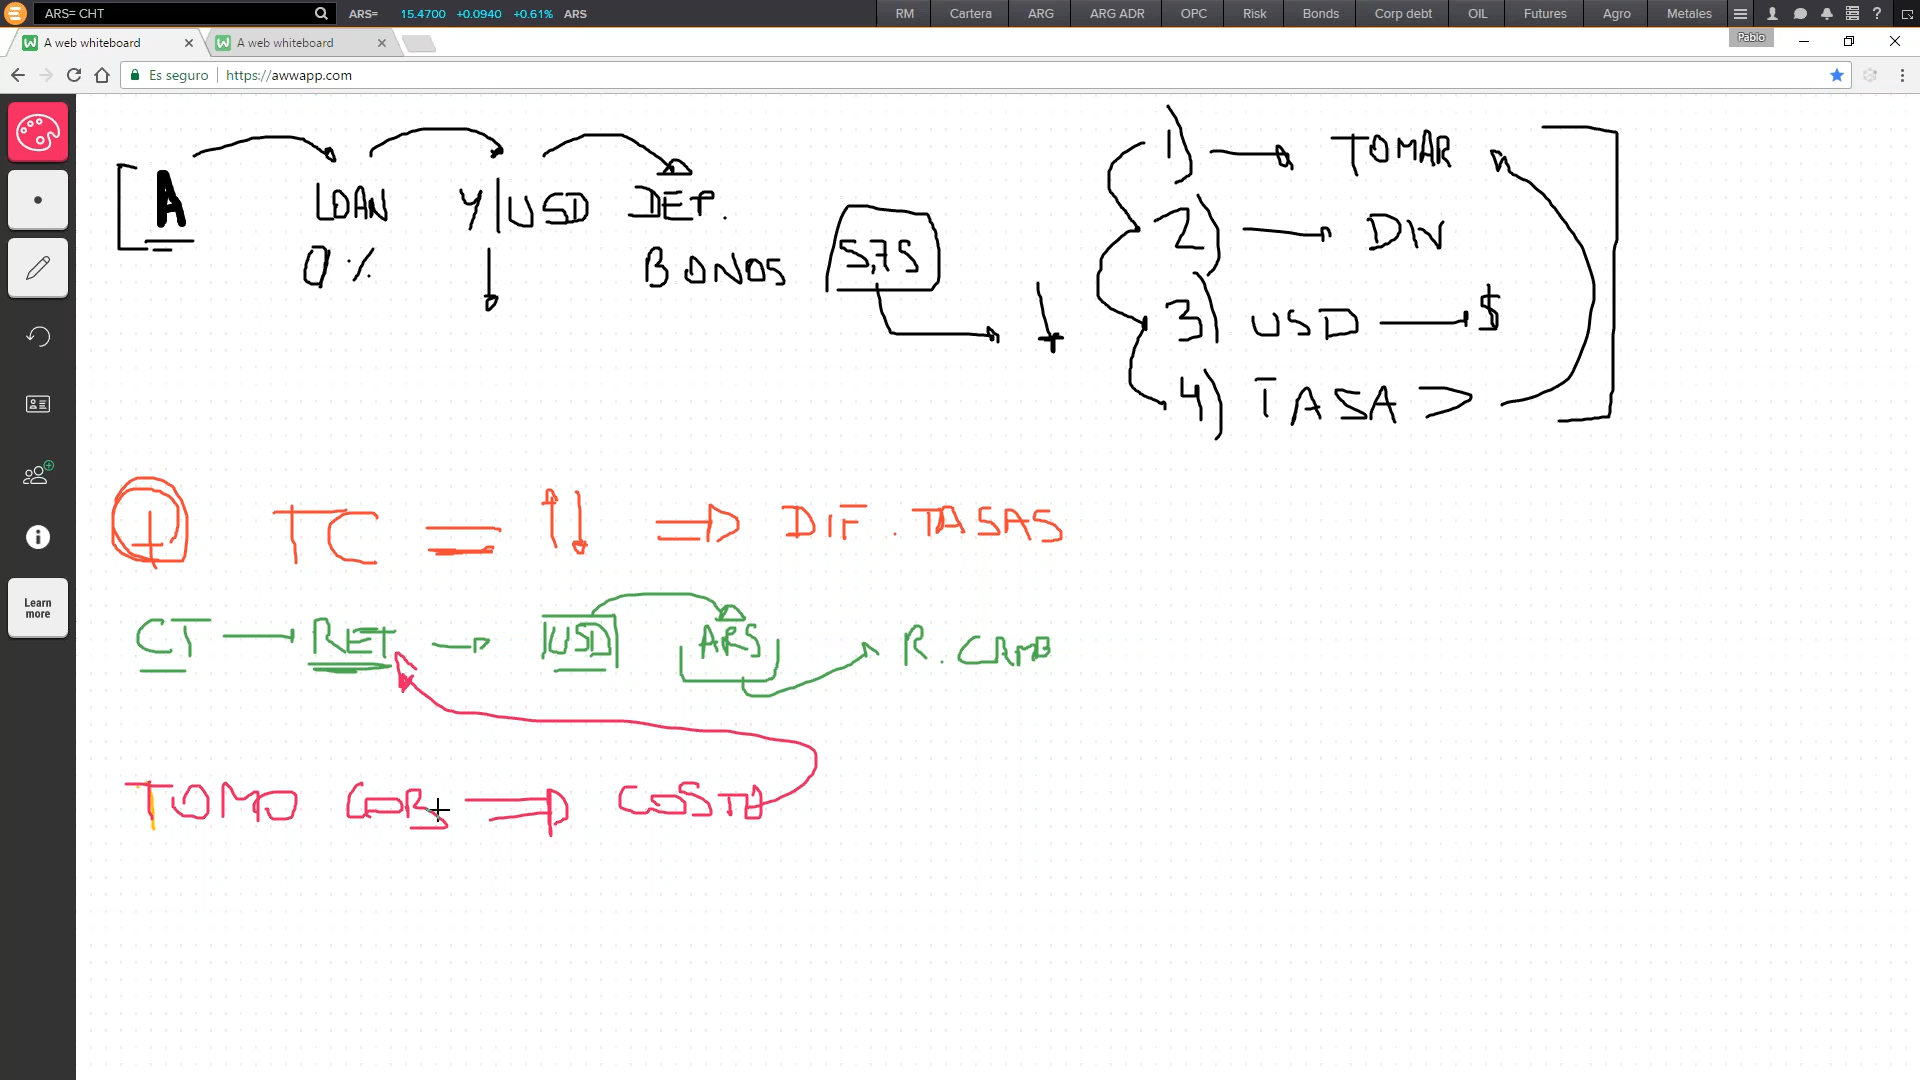 ARS= CHT ARS= 15.4700 +0.0940 +0.61% ARS RM Cartera ARG ARG ADR OPC Risk Bonds Corp debt OIL Futures Agro Metales ?
A web whiteboard A web whiteboard Pablo
Es seguro https://awwapp.com
Learn more
A LOAN Y/USD DEP.
0% BONOS 5,75
1) TOMAR
2) DIV
3) USD $
4) TASA
TC = DIF. TASAS
CT RET USD ARS R. CAMB
TOMO COB COSTO